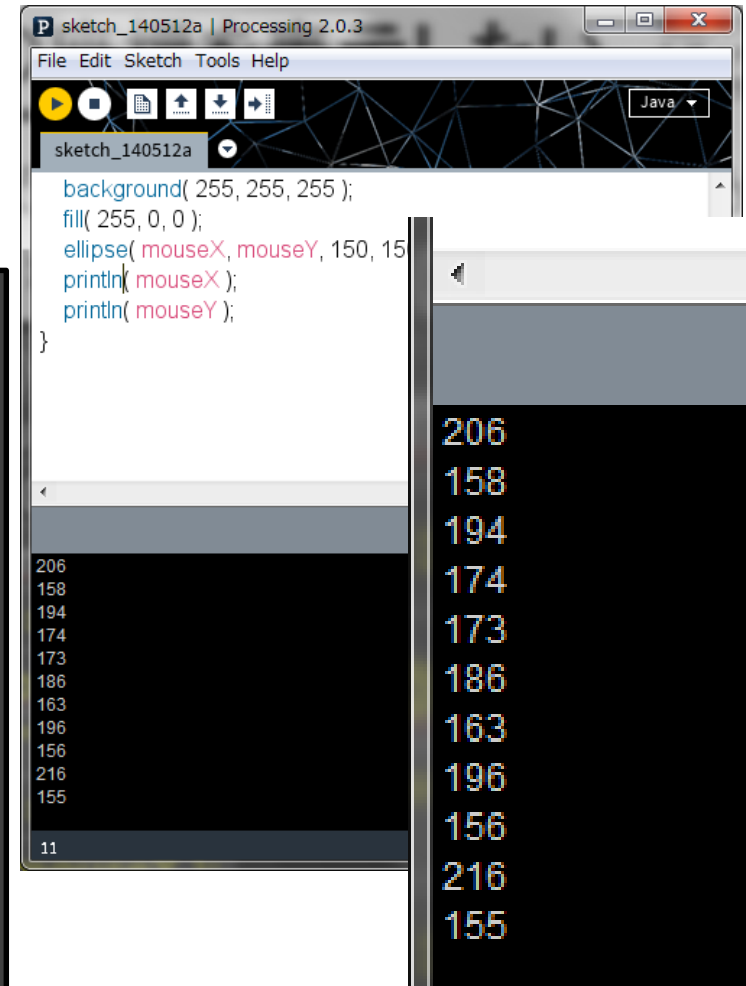 sketch_140512a | Processing 2.0.3
File Edit Sketch Tools Help
Java
sketch_140512a
background( 255, 255, 255 );
fill( 255, 0, 0 );
ellipse( mouseX, mouseY, 150, 15
println( mouseX );
println( mouseY );
}
206
158
194
174
173
186
163
196
156
216
155
11
206
158
194
174
173
186
163
196
156
216
155